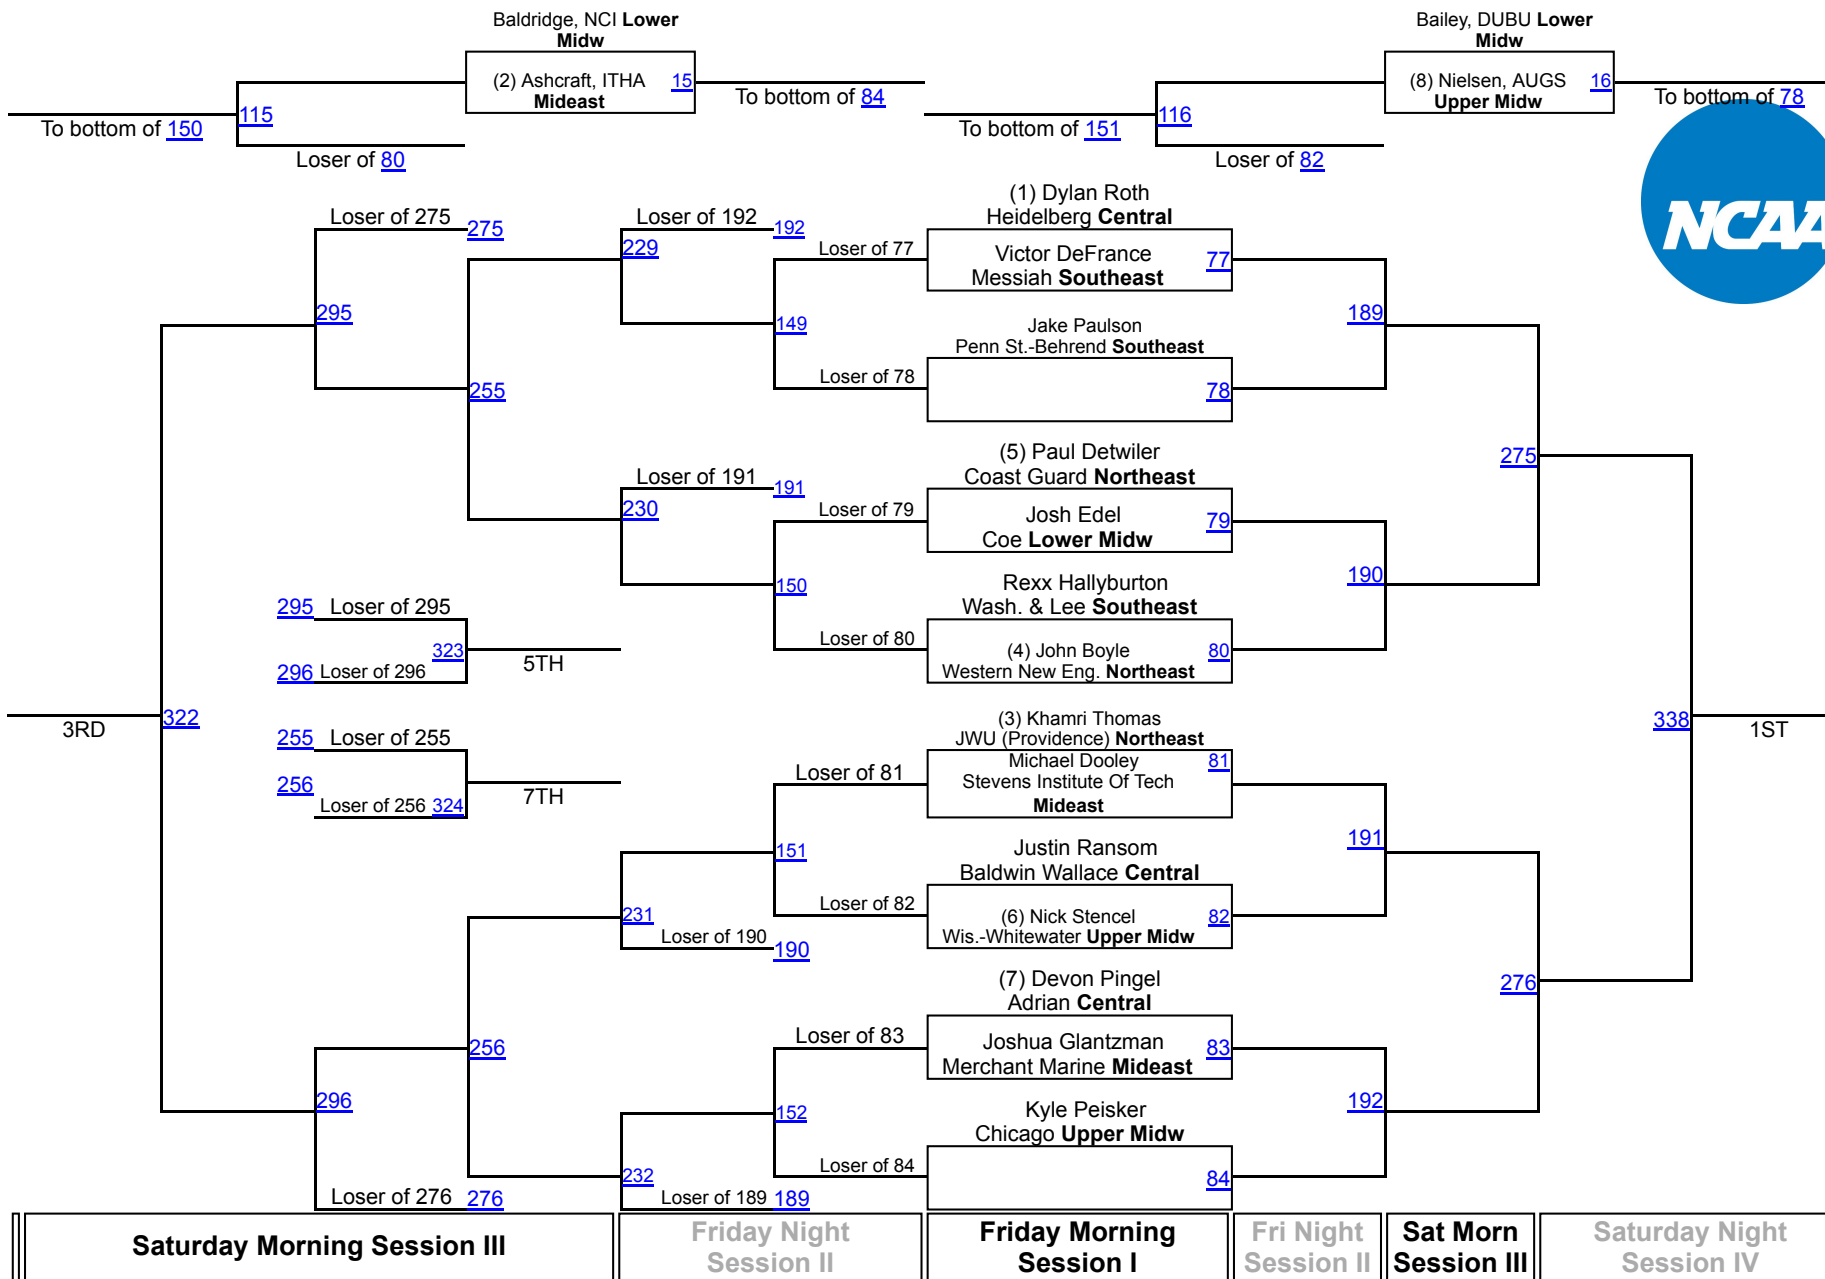 Baldridge, NCI Lower
Midw
(2) Ashcraft, ITHA 15
Mideast
To bottom of 84
115
To bottom of 150
Loser of 80
Bailey, DUBU Lower
Midw
(8) Nielsen, AUGS 16
Upper Midw
To bottom of 78
116
To bottom of 151
Loser of 82
NCAA
(1) Dylan Roth
Heidelberg Central
Victor DeFrance
Messiah Southeast
77
Jake Paulson
Penn St.-Behrend Southeast
78
(5) Paul Detwiler
Coast Guard Northeast
Josh Edel
Coe Lower Midw
79
Rexx Hallyburton
Wash. & Lee Southeast
(4) John Boyle
Western New Eng. Northeast
80
(3) Khamri Thomas
JWU (Providence) Northeast
Michael Dooley
Stevens Institute Of Tech
Mideast
81
Justin Ransom
Baldwin Wallace Central
(6) Nick Stencel
Wis.-Whitewater Upper Midw
82
(7) Devon Pingel
Adrian Central
Joshua Glantzman
Merchant Marine Mideast
83
Kyle Peisker
Chicago Upper Midw
84
189
190
191
192
275
276
338
1ST
Loser of 77
Loser of 78
149
Loser of 79
Loser of 80
150
Loser of 81
Loser of 82
151
Loser of 83
Loser of 84
152
Loser of 192 192
229
Loser of 191 191
230
231
Loser of 190 190
232
Loser of 189 189
255
256
Loser of 275 275
295
296
Loser of 276 276
322
3RD
295 Loser of 295
323
296 Loser of 296
5TH
255 Loser of 255
256
Loser of 256 324
7TH
Saturday Morning Session III
Friday Night
Session II
Friday Morning
Session I
Fri Night
Session II
Sat Morn
Session III
Saturday Night
Session IV